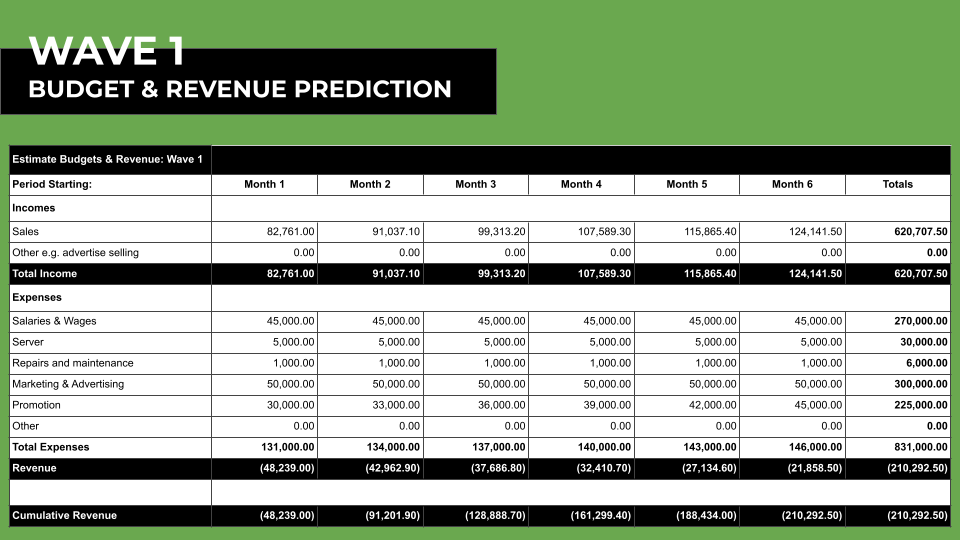 WAVE 1
BUDGET & REVENUE PREDICTION
Estimate Budgets & Revenue: Wave 1
Period Starting: Month 1 Month 2 Month 3 Month 4 Month 5 Month 6 Totals
Incomes
Sales 82,761.00 91,037.10 99,313.20 107,589.30 115,865.40 124,141.50 620,707.50
Other e.g. advertise selling 0.00 0.00 0.00 0.00 0.00 0.00 0.00
Total Income 82,761.00 91,037.10 99,313.20 107,589.30 115,865.40 124,141.50 620,707.50
Expenses
Salaries & Wages 45,000.00 45,000.00 45,000.00 45,000.00 45,000.00 45,000.00 270,000.00
Server 5,000.00 5,000.00 5,000.00 5,000.00 5,000.00 5,000.00 30,000.00
Repairs and maintenance 1,000.00 1,000.00 1,000.00 1,000.00 1,000.00 1,000.00 6,000.00
Marketing & Advertising 50,000.00 50,000.00 50,000.00 50,000.00 50,000.00 50,000.00 300,000.00
Promotion 30,000.00 33,000.00 36,000.00 39,000.00 42,000.00 45,000.00 225,000.00
Other 0.00 0.00 0.00 0.00 0.00 0.00 0.00
Total Expenses 131,000.00 134,000.00 137,000.00 140,000.00 143,000.00 146,000.00 831,000.00
Revenue (48,239.00) (42,962.90) (37,686.80) (32,410.70) (27,134.60) (21,858.50) (210,292.50)
Cumulative Revenue (48,239.00) (91,201.90) (128,888.70) (161,299.40) (188,434.00) (210,292.50) (210,292.50)